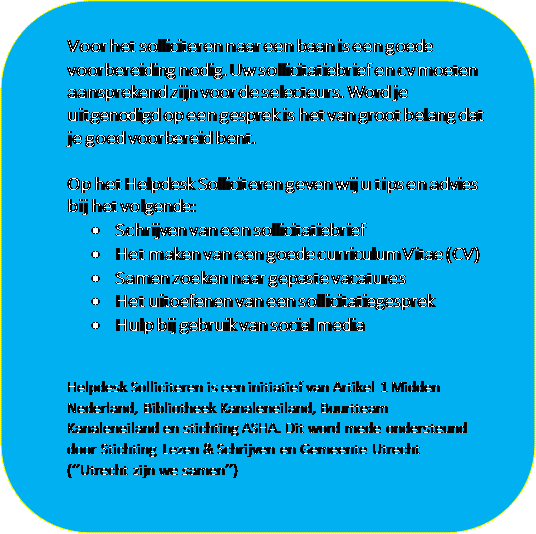 Voor het solliciteren naar een baan is een goede
voorbereiding nodig. Uw sollicitatiebrief en cv moeten
aansprekend zijn voor de selecteurs. Word je
uitgenodigd op een gesprek is het van groot belang dat
je goed voorbereid bent.
Op het Helpdesk Solliciteren geven wij u tips en advies
bij het volgende:
• Schrijven van een sollicitatiebrief
• Het maken van een goede curriculum Vitae (CV)
• Samen zoeken naar gepaste vacatures
• Het uitoefenen van een sollicitatiegesprek
• Hulp bij gebruik van social media
Helpdesk Solliciteren is een initiatief van Artikel 1 Midden
Nederland, Bibliotheek Kanaleneiland, Buurtteam
Kanaleneiland en stichting ASHA. Dit word mede ondersteund
door Stichting Lezen & Schrijven en Gemeente Utrecht
("Utrecht zijn we samen")